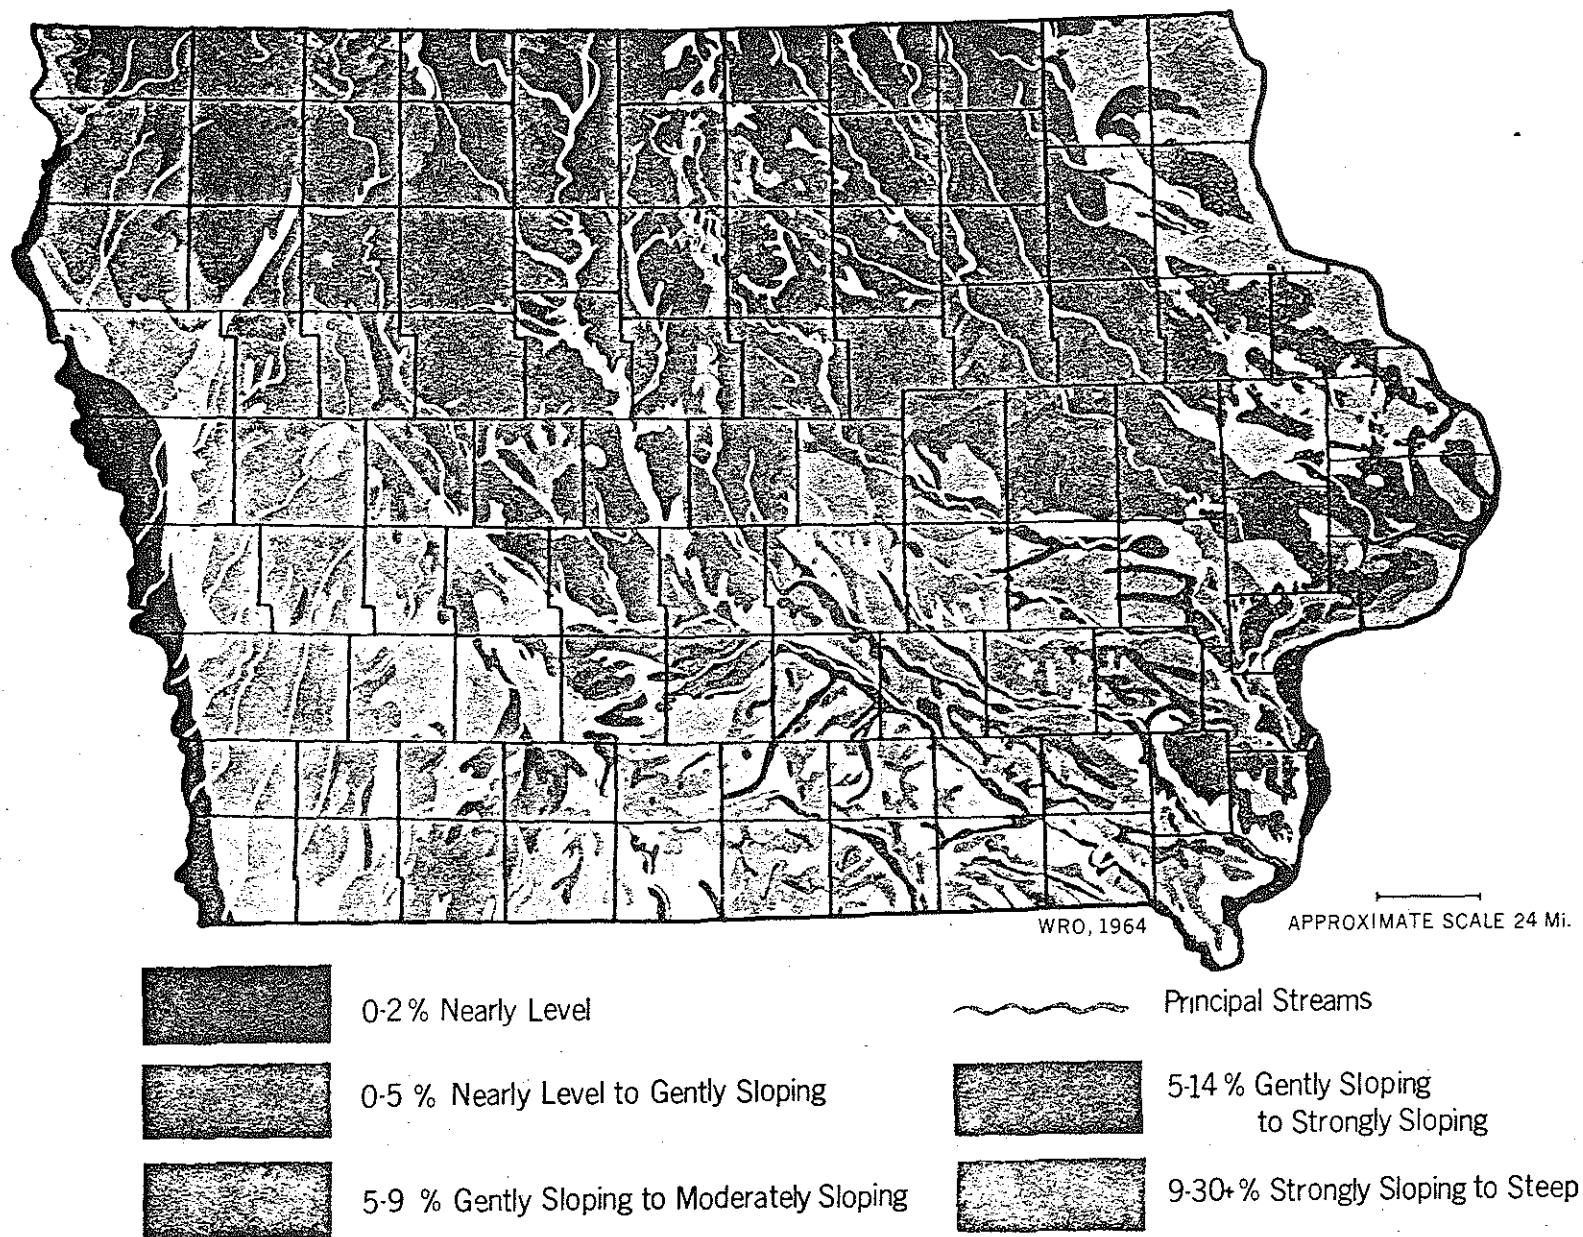 WRO, 1964
APPROXIMATE SCALE 24 Mi.
0-2% Nearly Level
Principal Streams
0-5 % Nearly Level to Gently Sloping
5-14 % Gently Sloping
to Strongly Sloping
5-9 % Gently Sloping to Moderately Sloping
9-30+% Strongly Sloping to Steep